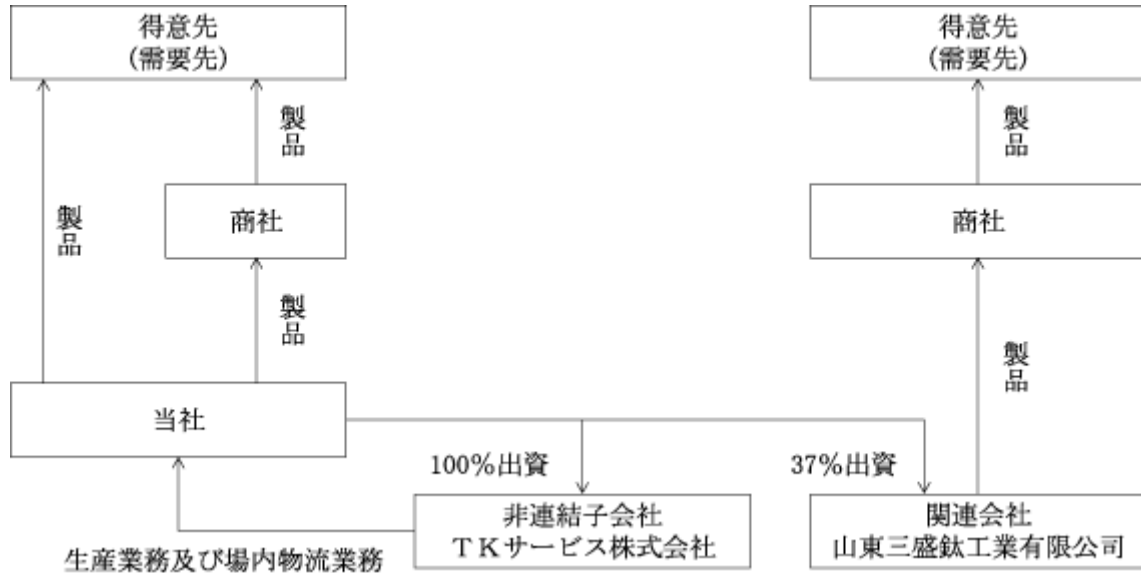 得意先
(需要先)
得意先
(需要先)
製品
製品
製品
商社
商社
製品
製品
当社
100%出資
37%出資
非連結子会社
TKサービス株式会社
関連会社
山東三盛鈦工業有限公司
生産業務及び場内物流業務